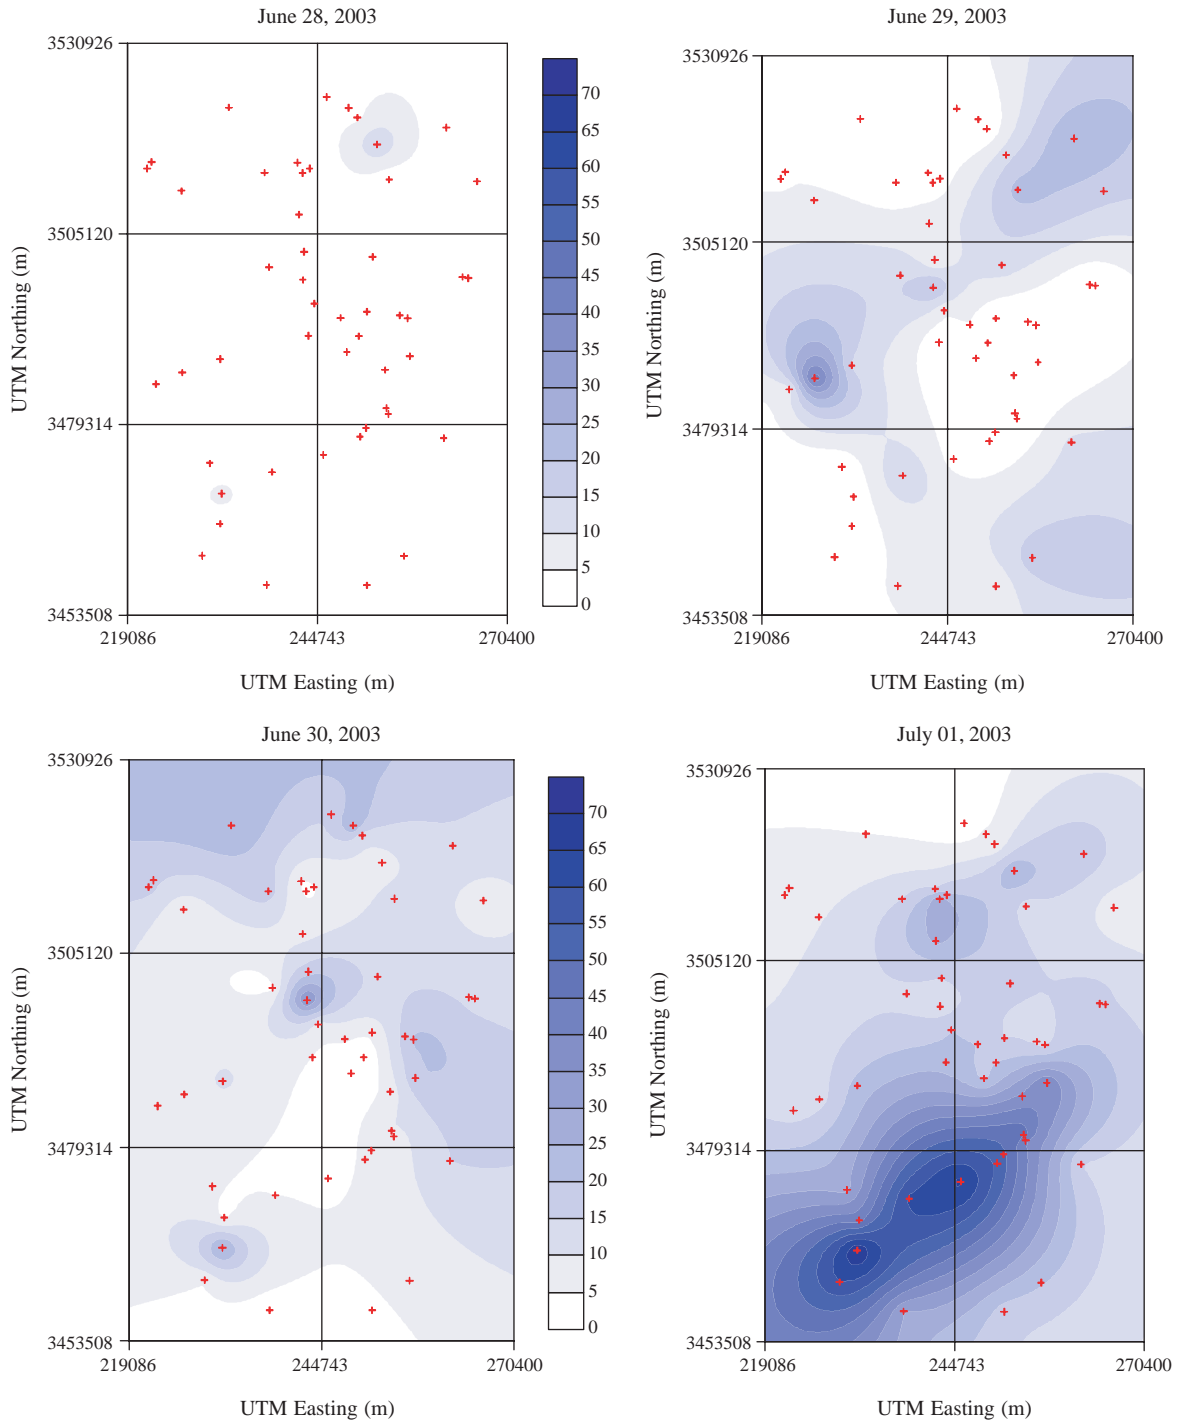 June 28, 2003
3530926
3505120
3479314
3453508
219086 244743 270400
UTM Easting (m)
UTM Northing (m)
70
65
60
55
50
45
40
35
30
25
20
15
10
5
0
June 29, 2003
3530926
3505120
3479314
3453508
219086 244743 270400
UTM Easting (m)
UTM Northing (m)
June 30, 2003
3530926
3505120
3479314
3453508
219086 244743 270400
UTM Easting (m)
UTM Northing (m)
70
65
60
55
50
45
40
35
30
25
20
15
10
5
0
July 01, 2003
3530926
3505120
3479314
3453508
219086 244743 270400
UTM Easting (m)
UTM Northing (m)